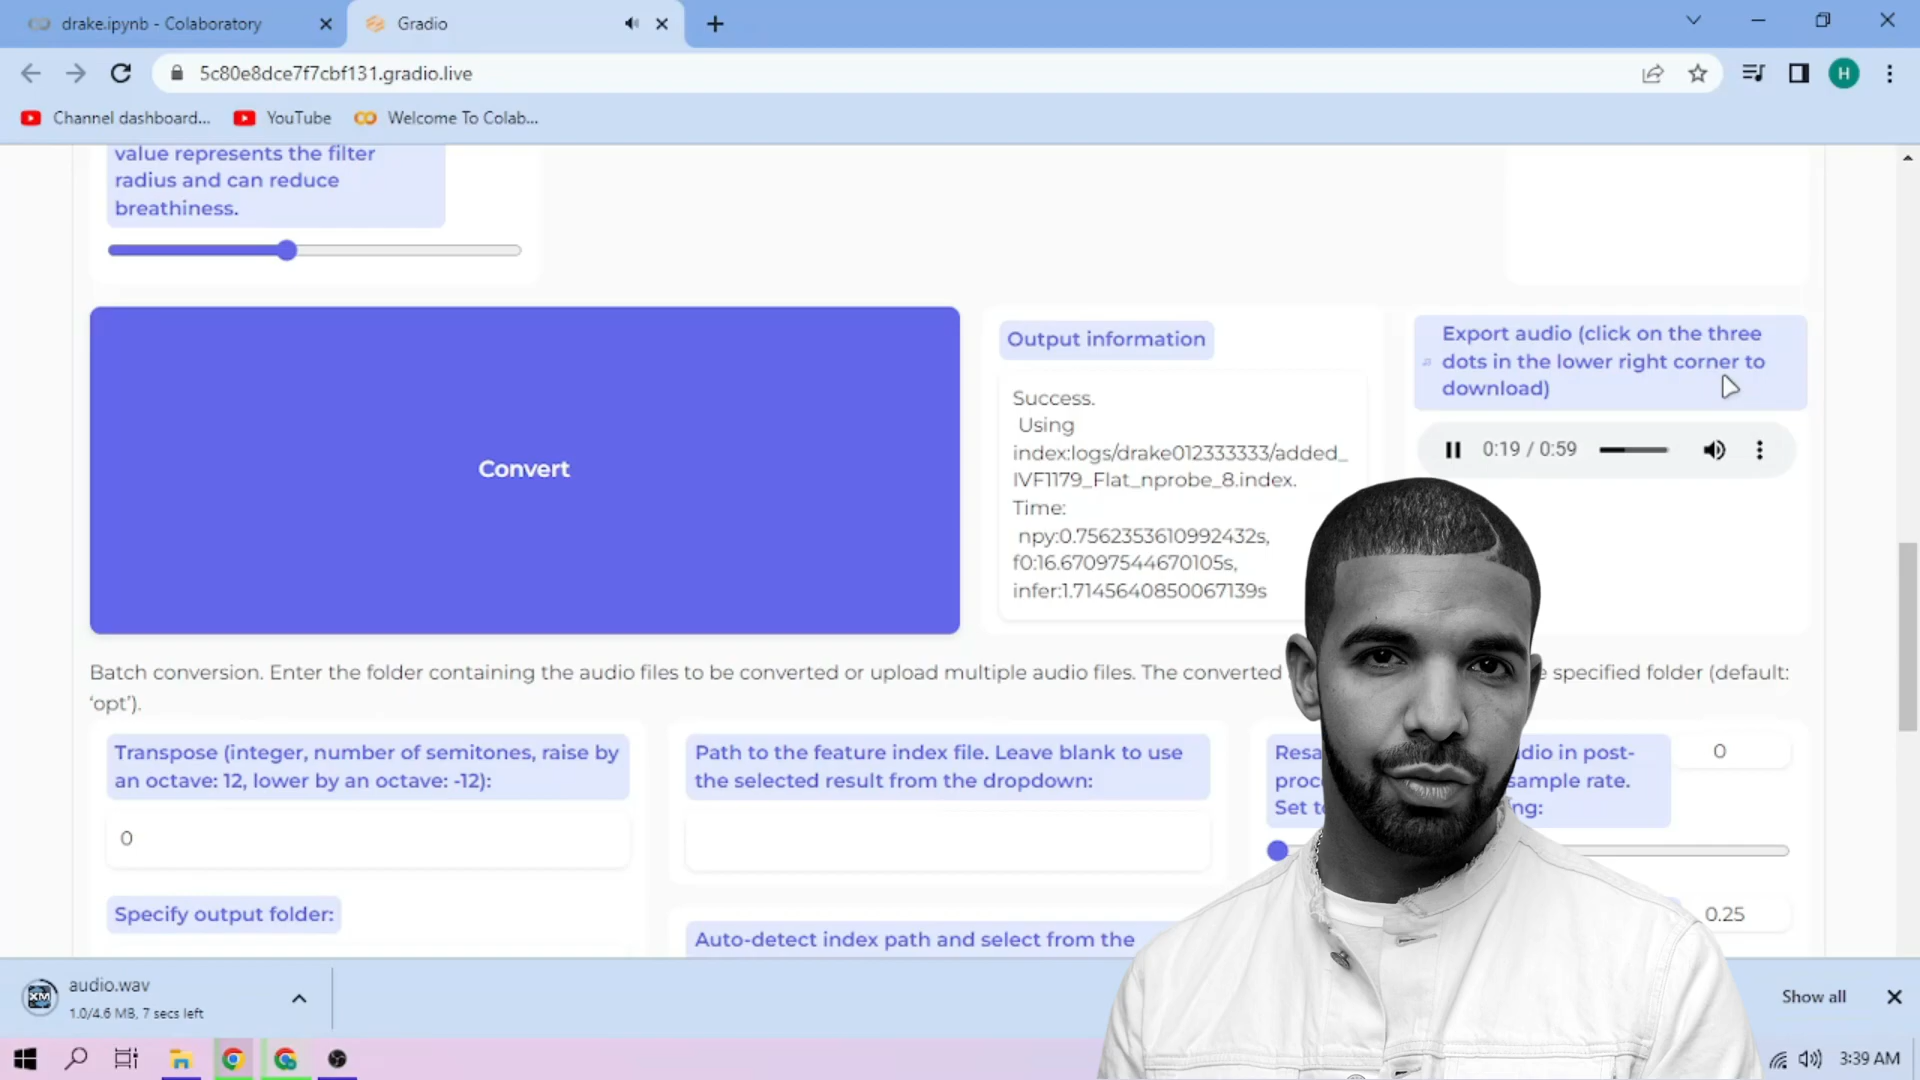 drake.ipynb - Colaboratory
Gradio
5c80e8dce7f7cbf131.gradio.live
H
Channel dashboard...
YouTube
Welcome To Colab...
value represents the filter
radius and can reduce
breathiness.
Convert
Output information
Success.
Using
index:logs/drake012333333/added_
IVF1179_Flat_nprobe_8.index.
Time:
npy:0.7562353610992432s,
f0:16.67097544670105s,
infer:1.7145640850067139s
Export audio (click on the three
dots in the lower right corner to
download)
0:19 / 0:59
Batch conversion. Enter the folder containing the audio files to be converted or upload multiple audio files. The converted specified folder (default:
‘opt’).
Transpose (integer, number of semitones, raise by
an octave: 12, lower by an octave: -12):
0
Specify output folder:
Path to the feature index file. Leave blank to use
the selected result from the dropdown:
Auto-detect index path and select from the
in post-
sample rate.
Set
0
0.25
audio.wav
1.0/4.6 MB, 7 secs left
XM
Show all
3:39 AM